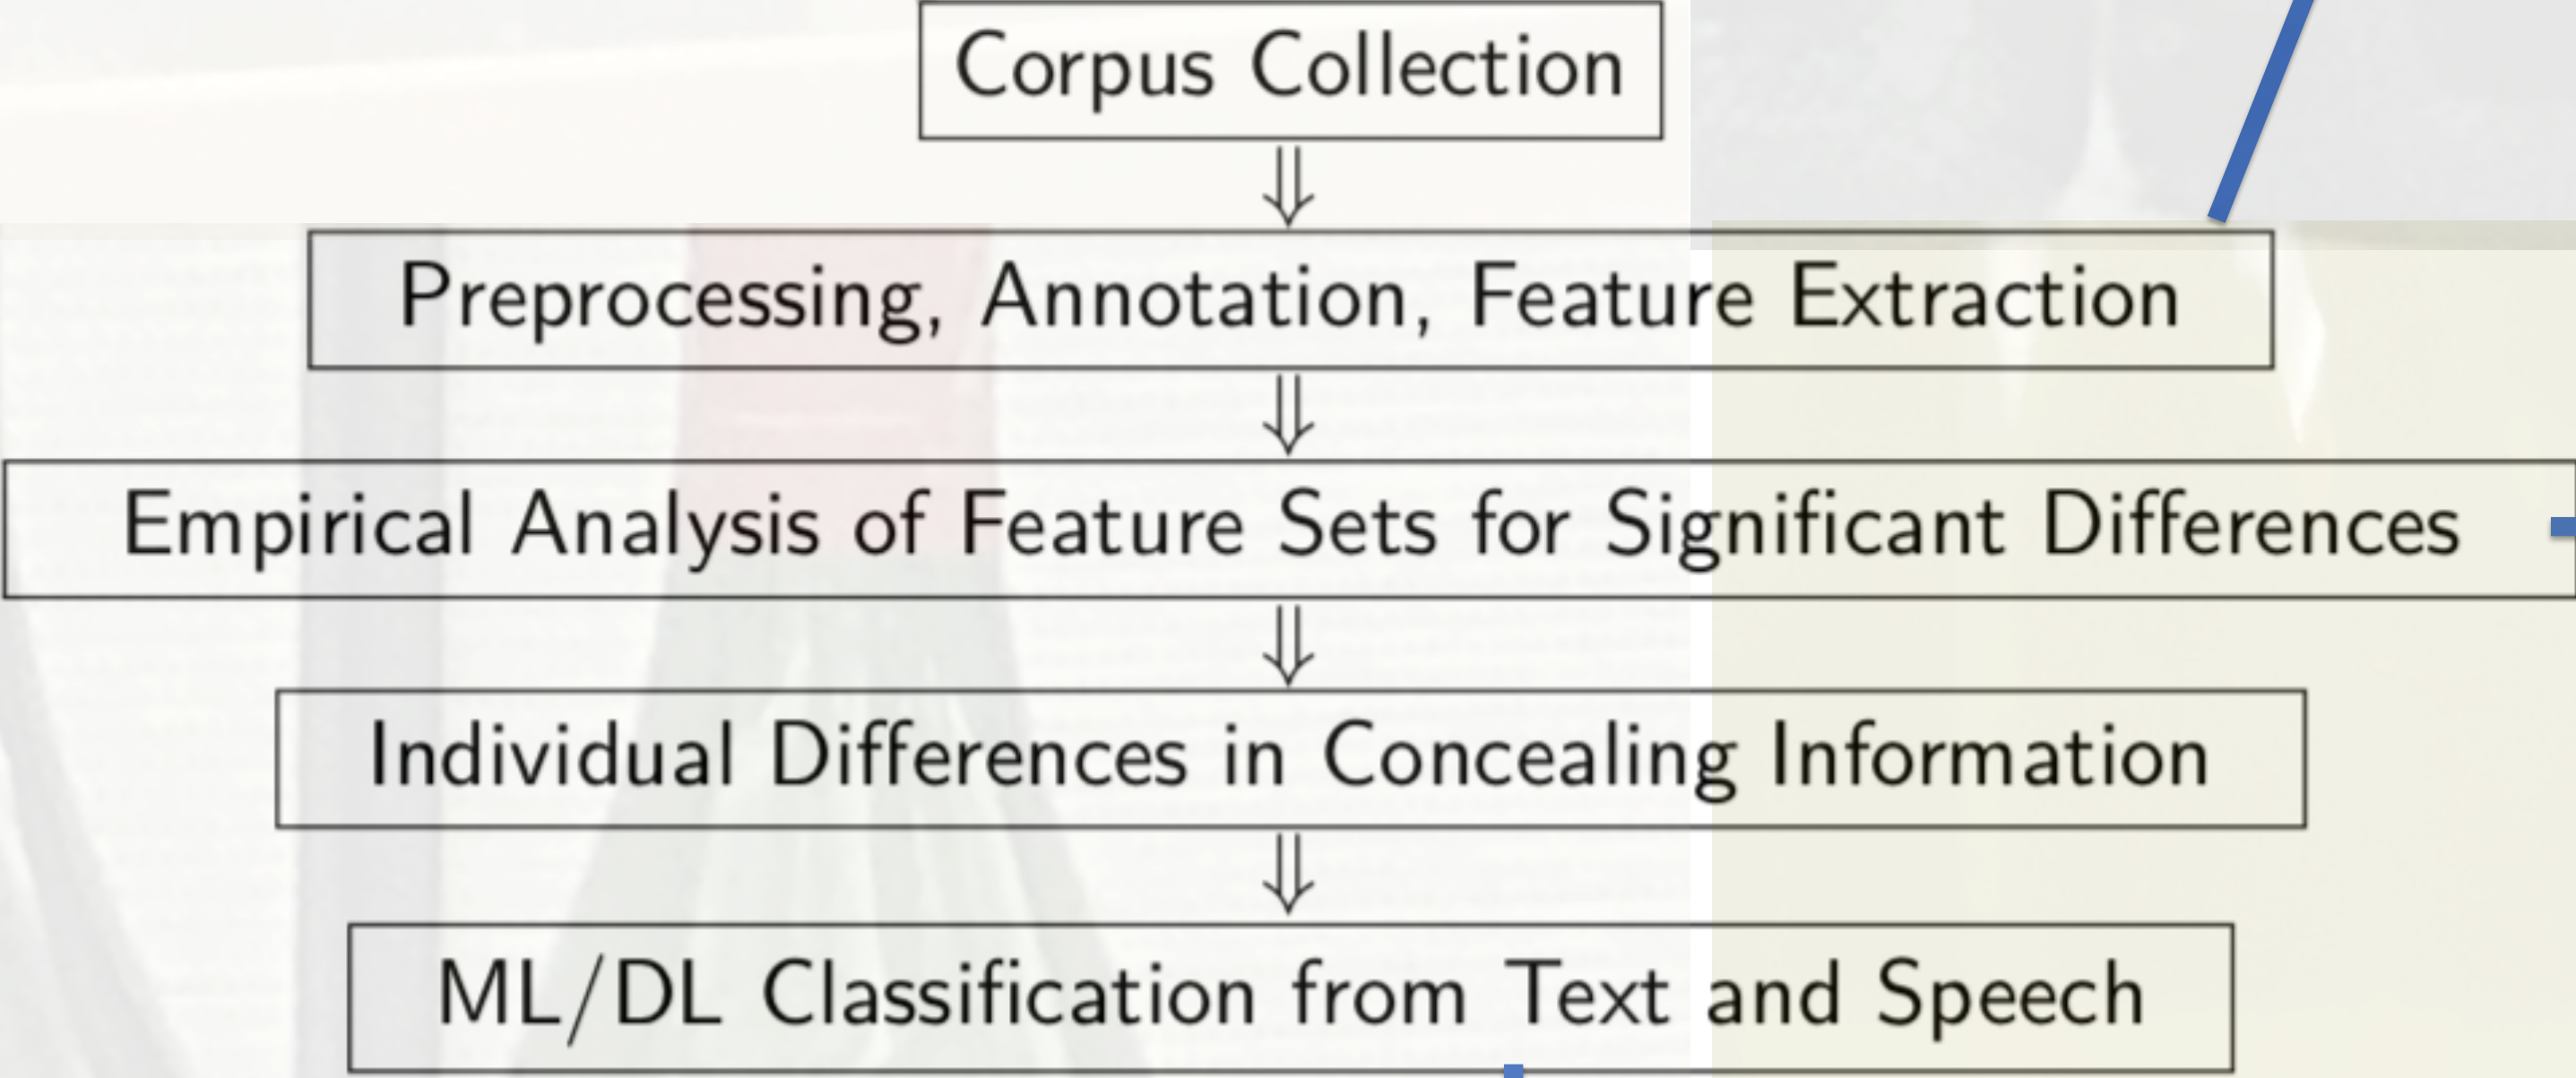 Corpus Collection
Preprocessing, Annotation, Feature Extraction
Empirical Analysis of Feature Sets for Significant Differences
Individual Differences in Concealing Information
ML/DL Classification from Text and Speech